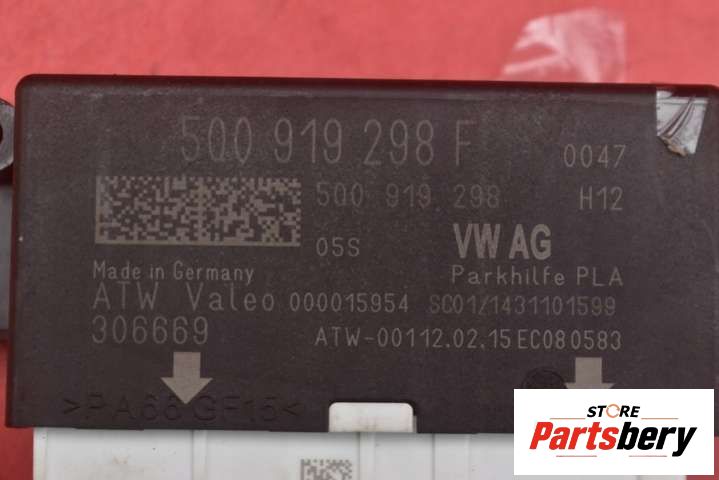 5Q0 919 298 F
0047
5Q0 919 298
H12
05S
VW AG
Made in Germany
Parkhilfe PLA
ATW Valeo 000015954 SC01/1431101599
306669
ATW-00112.02.15EC080583
>PA66 GF15<
STORE
Partsbery